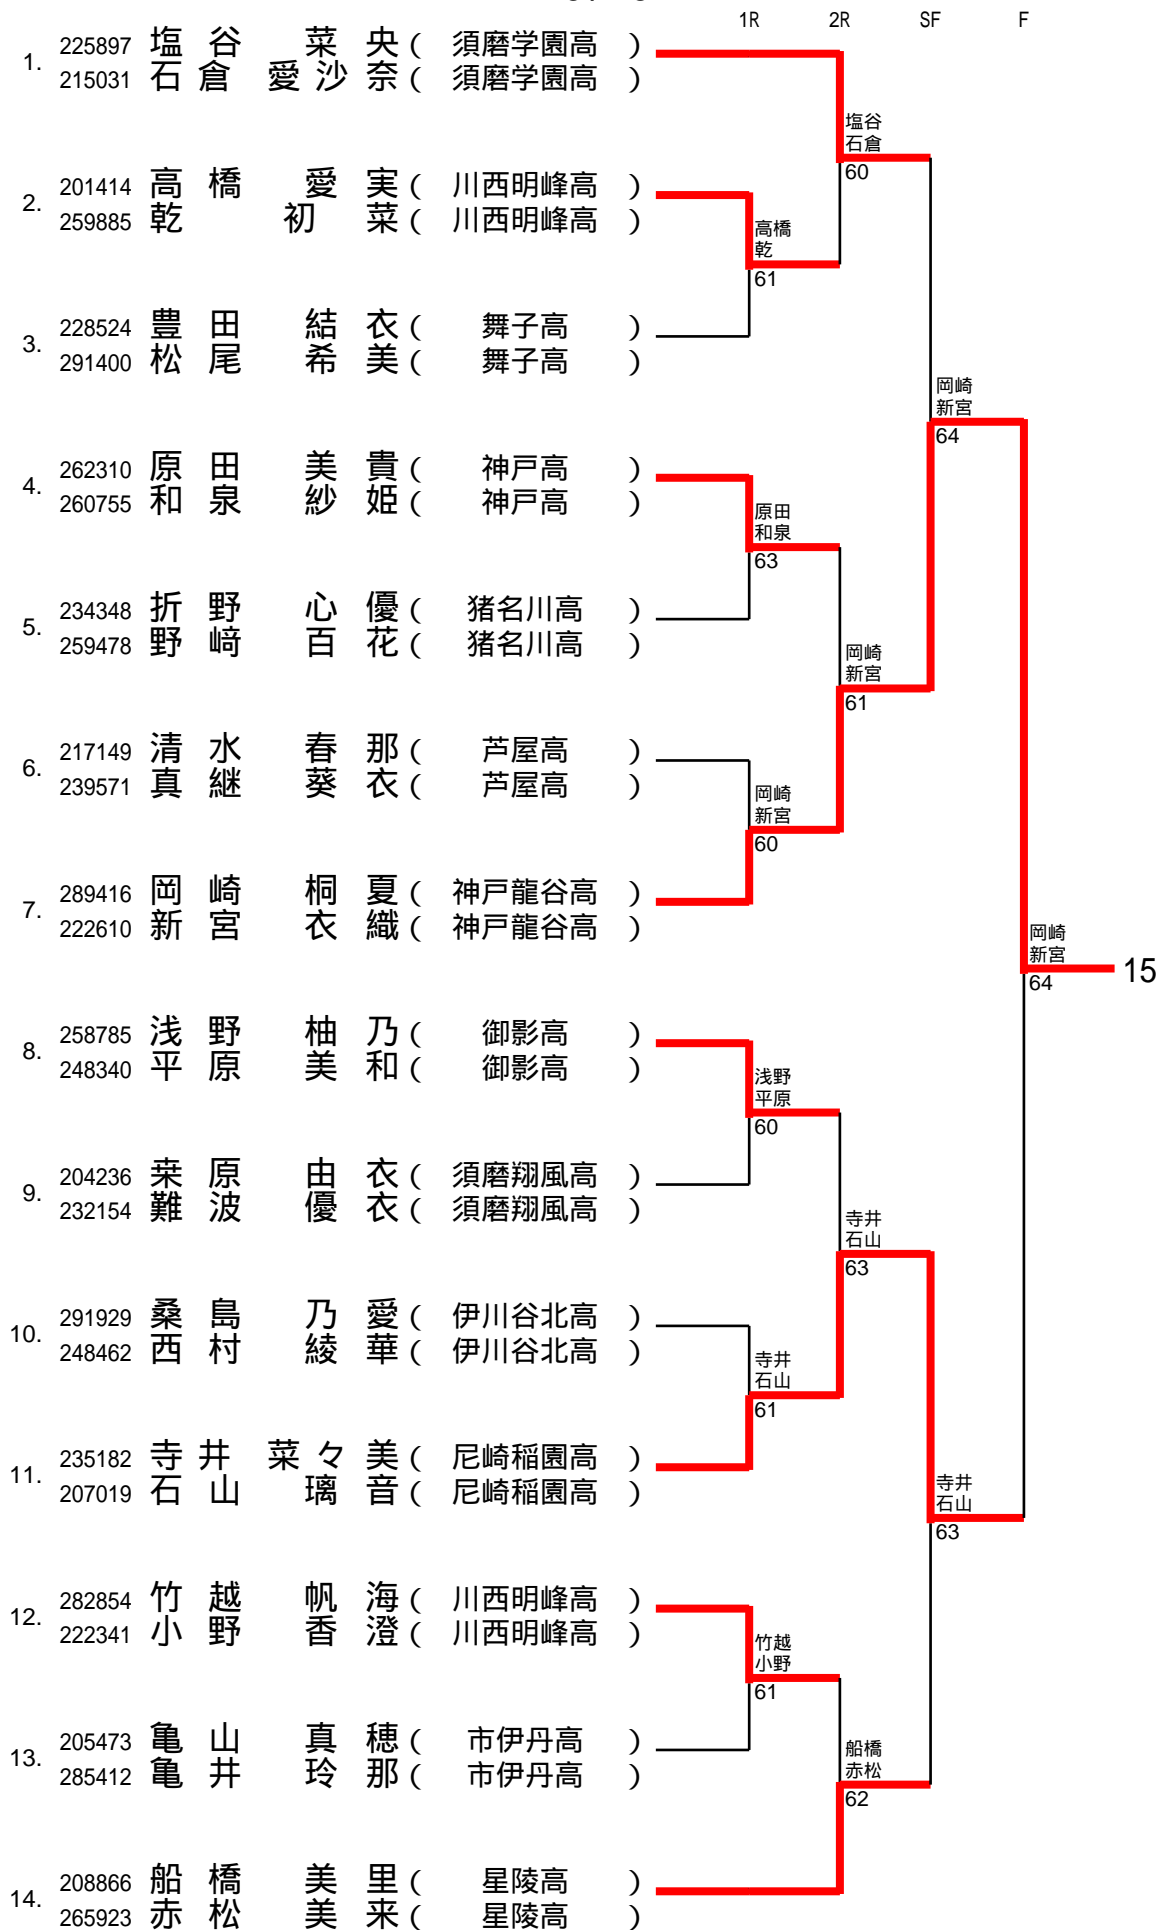 1R 2R SF F
1. 225897 塩谷 菜央 ( 須磨学園高 )
215031 石倉 愛沙奈 ( 須磨学園高 )
塩谷
石倉
60
2. 201414 高橋 愛実 ( 川西明峰高 )
259885 乾 初菜 ( 川西明峰高 )
高橋
乾
61
3. 228524 豊田 結衣 ( 舞子高 )
291400 松尾 希美 ( 舞子高 )
岡崎
新宮
64
4. 262310 原田 美貴 ( 神戸高 )
260755 和泉 紗姫 ( 神戸高 )
原田
和泉
63
5. 234348 折野 心優 ( 猪名川高 )
259478 野﨑 百花 ( 猪名川高 )
岡崎
新宮
61
6. 217149 清水 春那 ( 芦屋高 )
239571 真継 葵衣 ( 芦屋高 )
岡崎
新宮
60
7. 289416 岡崎 桐夏 ( 神戸龍谷高 )
222610 新宮 衣織 ( 神戸龍谷高 )
岡崎
新宮
64
15
8. 258785 浅野 柚乃 ( 御影高 )
248340 平原 美和 ( 御影高 )
浅野
平原
60
9. 204236 桒原 由衣 ( 須磨翔風高 )
232154 難波 優衣 ( 須磨翔風高 )
寺井
石山
63
10. 291929 桑島 乃愛 ( 伊川谷北高 )
248462 西村 綾華 ( 伊川谷北高 )
寺井
石山
61
11. 235182 寺井 菜々美 ( 尼崎稲園高 )
207019 石山 璃音 ( 尼崎稲園高 )
寺井
石山
63
12. 282854 竹越 帆海 ( 川西明峰高 )
222341 小野 香澄 ( 川西明峰高 )
竹越
小野
61
13. 205473 亀山 真穂 ( 市伊丹高 )
285412 亀井 玲那 ( 市伊丹高 )
船橋
赤松
62
14. 208866 船橋 美里 ( 星陵高 )
265923 赤松 美来 ( 星陵高 )